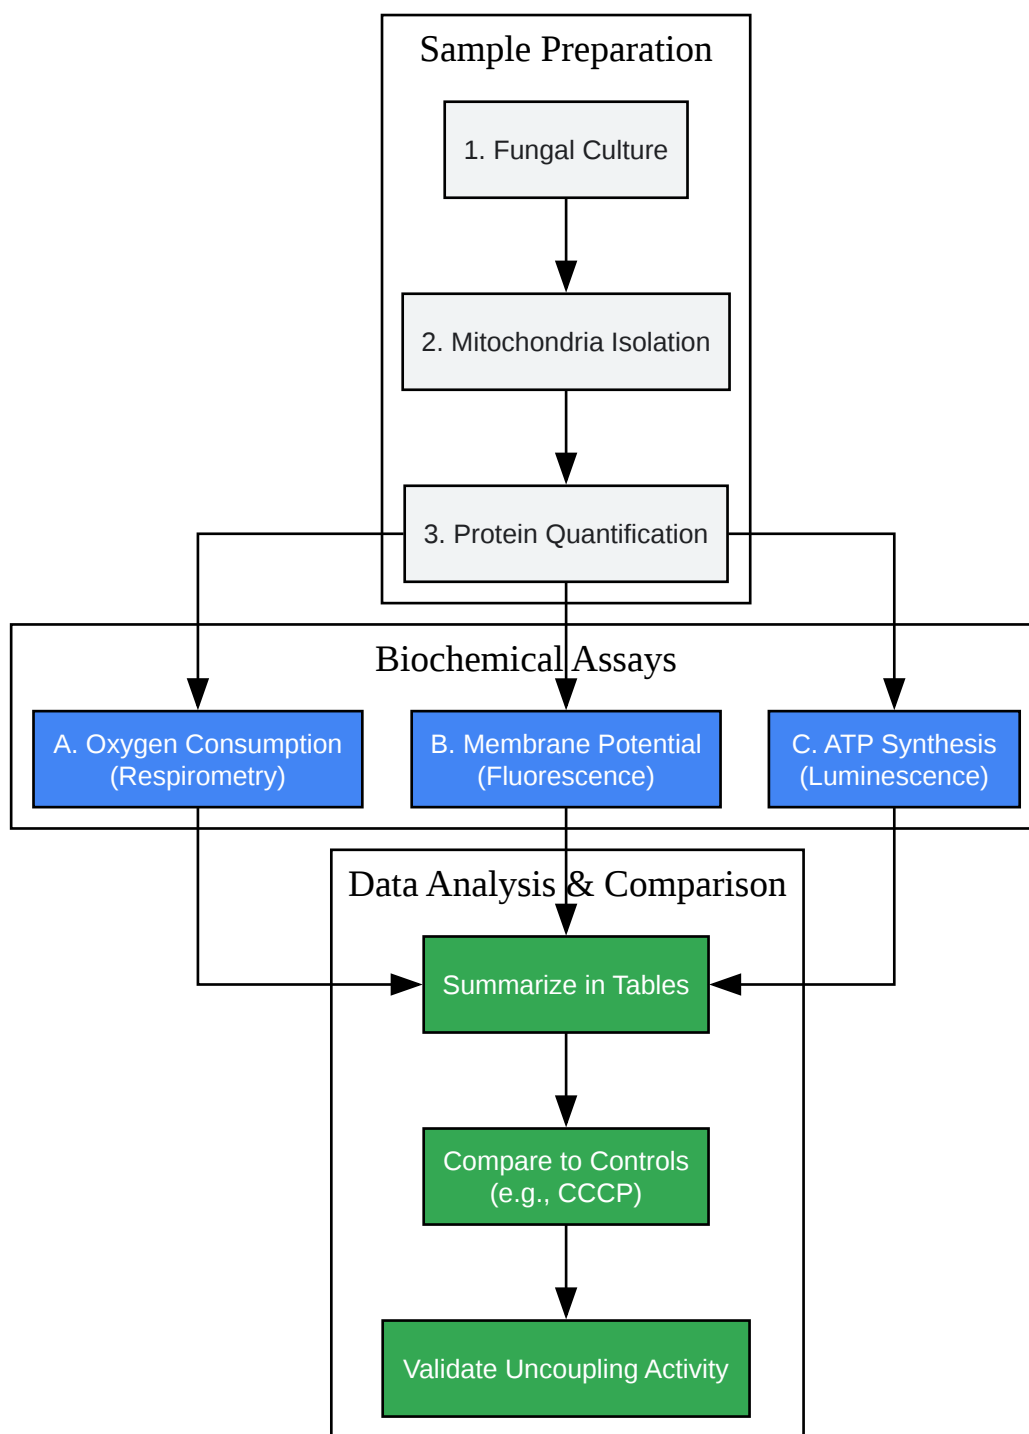 Sample Preparation
1. Fungal Culture
2. Mitochondria Isolation
3. Protein Quantification
Biochemical Assays
A. Oxygen Consumption
(Respirometry)
B. Membrane Potential
(Fluorescence)
C. ATP Synthesis
(Luminescence)
Data Analysis & Comparison
Summarize in Tables
Compare to Controls
(e.g., CCCP)
Validate Uncoupling Activity